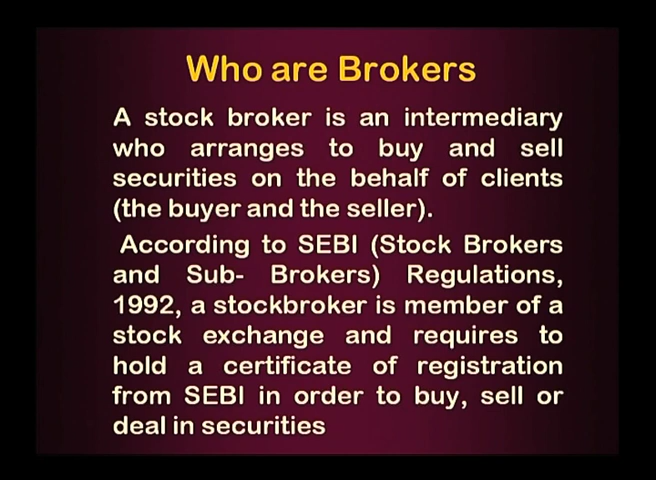 Who are Brokers
A stock broker is an intermediary
who arranges to buy and sell
securities on the behalf of clients
(the buyer and the seller).
According to SEBI (Stock Brokers
and Sub- Brokers) Regulations,
1992, a stockbroker is member of a
stock exchange and requires to
hold a certificate of registration
from SEBI in order to buy, sell or
deal in securities